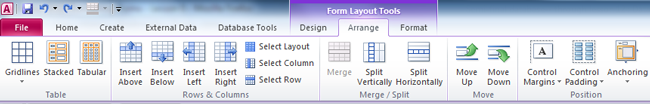 Form Layout Tools
File Home Create External Data Database Tools Design Arrange Format
Gridlines Stacked Tabular
Insert Above Insert Below Insert Left Insert Right
Select Layout
Select Column
Select Row
Merge Split Vertically Split Horizontally
Move Up Move Down
Control Margins Control Padding Anchoring
Table Rows & Columns Merge / Split Move Position